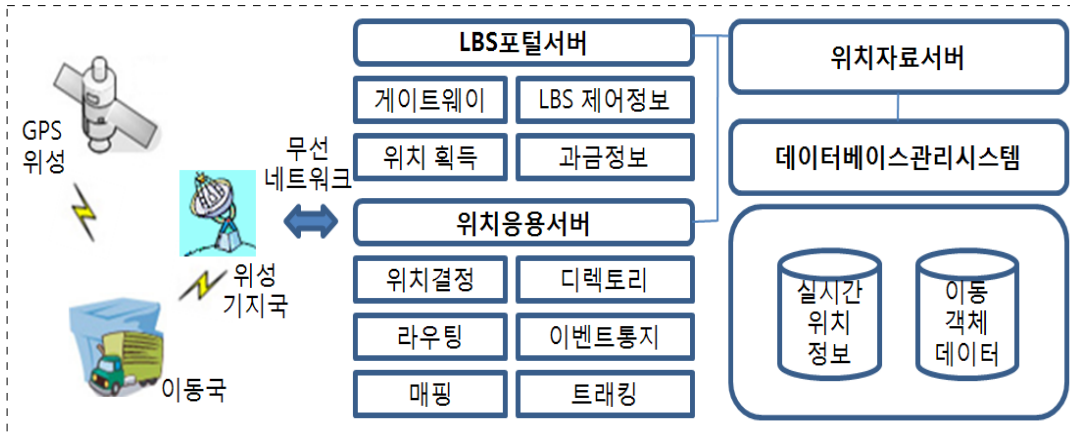 GPS
위성
무선
네트워크
위성
기지국
이동국
LBS포털서버
게이트웨이
LBS 제어정보
위치 획득
과금정보
위치응용서버
위치결정
디렉토리
라우팅
이벤트통지
매핑
트래킹
위치자료서버
데이터베이스관리시스템
실시간
위치
정보
이동
객체
데이터